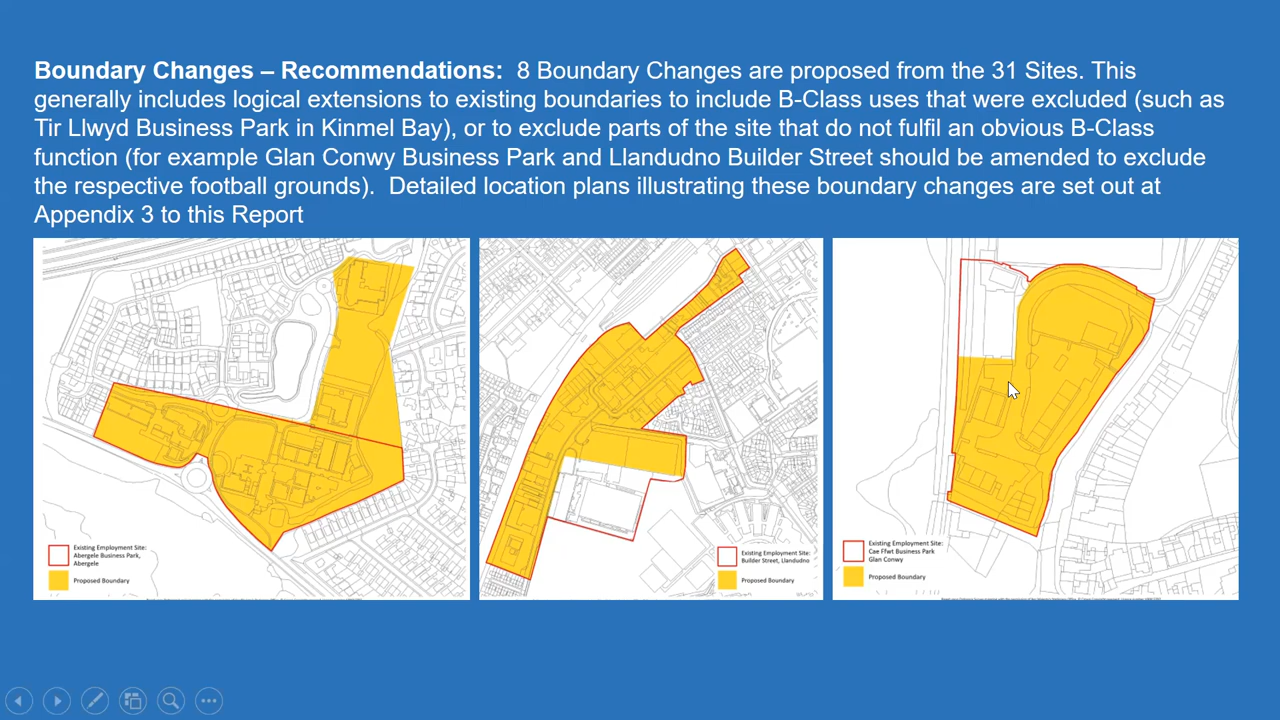 Boundary Changes – Recommendations:  8 Boundary Changes are proposed from the 31 Sites. This
generally includes logical extensions to existing boundaries to include B-Class uses that were excluded (such as
Tir Llwyd Business Park in Kinmel Bay), or to exclude parts of the site that do not fulfil an obvious B-Class
function (for example Glan Conwy Business Park and Llandudno Builder Street should be amended to exclude
the respective football grounds).  Detailed location plans illustrating these boundary changes are set out at
Appendix 3 to this Report
Existing Employment Site:
Abergele Business Park,
Abergele
Proposed Boundary
Existing Employment Site:
Builder Street, Llandudno
Proposed Boundary
Existing Employment Site:
Cae Ffwt Business Park
Glan Conwy
Proposed Boundary